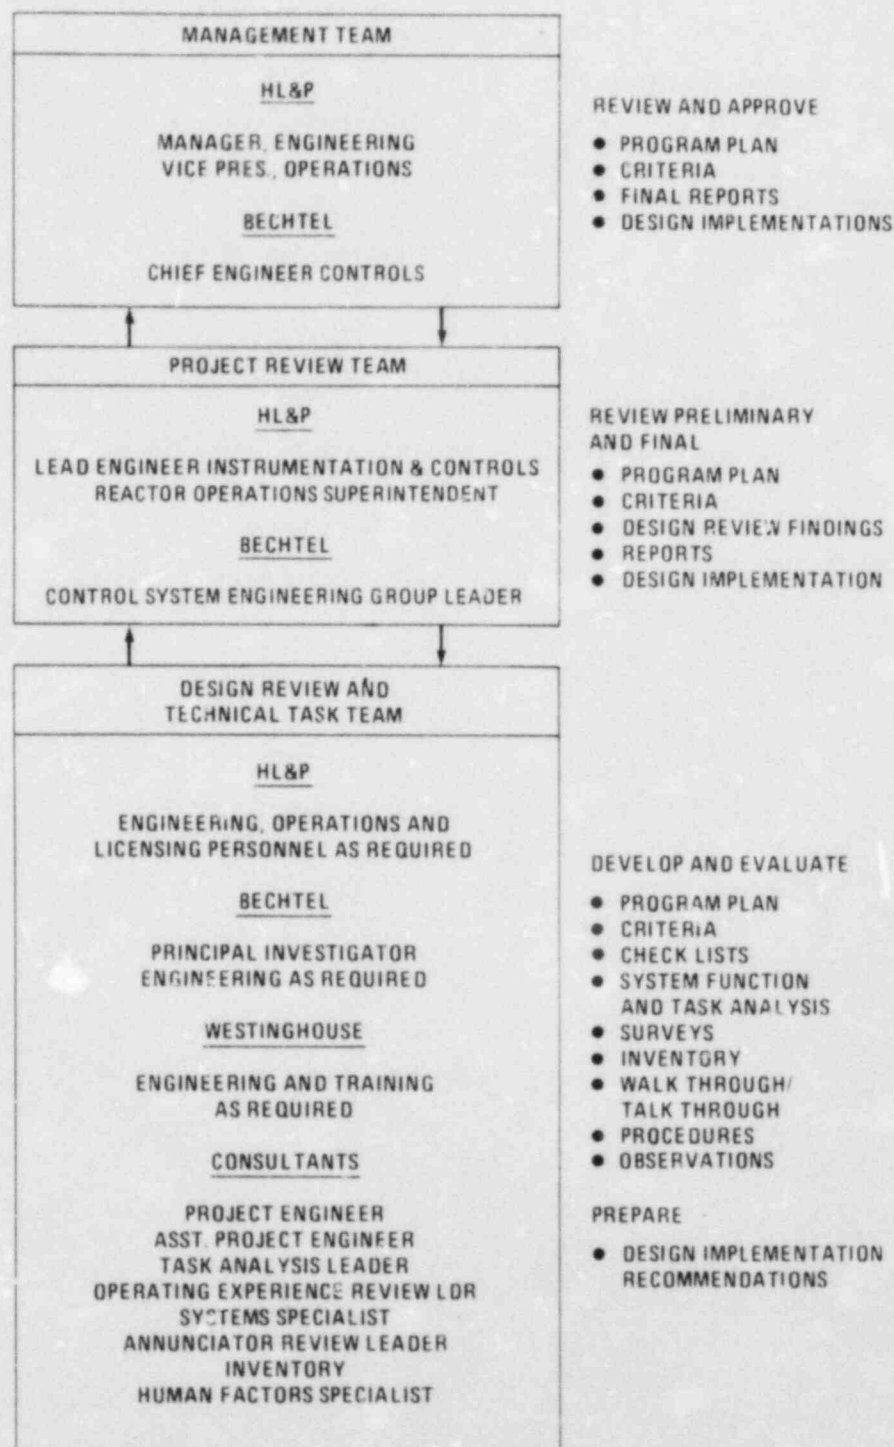 MANAGEMENT TEAM
HL&P
MANAGER, ENGINEERING
VICE PRES., OPERATIONS
BECHTEL
CHIEF ENGINEER CONTROLS
REVIEW AND APPROVE
● PROGRAM PLAN
● CRITERIA
● FINAL REPORTS
● DESIGN IMPLEMENTATIONS
PROJECT REVIEW TEAM
HL&P
LEAD ENGINEER INSTRUMENTATION & CONTROLS
REACTOR OPERATIONS SUPERINTENDENT
BECHTEL
CONTROL SYSTEM ENGINEERING GROUP LEADER
REVIEW PRELIMINARY
AND FINAL
● PROGRAM PLAN
● CRITERIA
● DESIGN REVIEW FINDINGS
● REPORTS
● DESIGN IMPLEMENTATION
DESIGN REVIEW AND
TECHNICAL TASK TEAM
HL&P
ENGINEERING, OPERATIONS AND
LICENSING PERSONNEL AS REQUIRED
BECHTEL
PRINCIPAL INVESTIGATOR
ENGINEERING AS REQUIRED
WESTINGHOUSE
ENGINEERING AND TRAINING
AS REQUIRED
CONSULTANTS
PROJECT ENGINEER
ASST. PROJECT ENGINEER
TASK ANALYSIS LEADER
OPERATING EXPERIENCE REVIEW LDR
SYSTEMS SPECIALIST
ANNUNCIATOR REVIEW LEADER
INVENTORY
HUMAN FACTORS SPECIALIST
DEVELOP AND EVALUATE
● PROGRAM PLAN
● CRITERIA
● CHECK LISTS
● SYSTEM FUNCTION
AND TASK ANALYSIS
● SURVEYS
● INVENTORY
● WALK THROUGH/
TALK THROUGH
● PROCEDURES
● OBSERVATIONS
PREPARE
● DESIGN IMPLEMENTATION
RECOMMENDATIONS